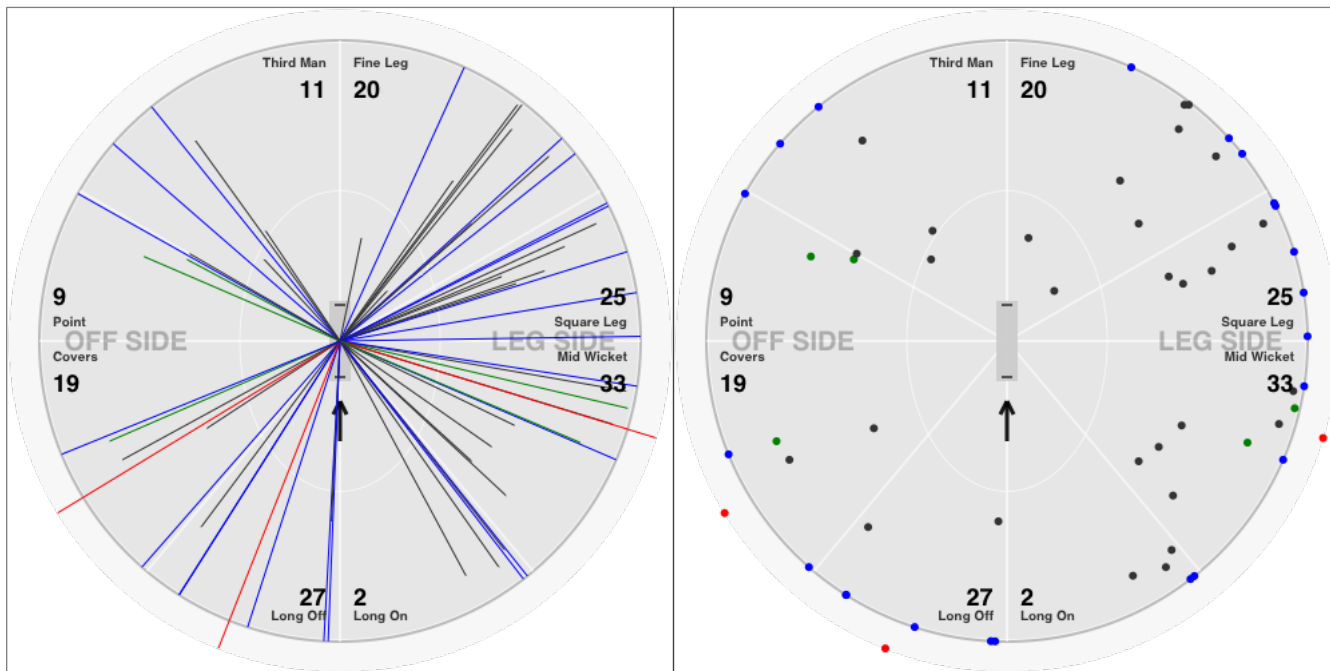 Third Man Fine Leg
11 20
9 25
Point Square Leg
OFF SIDE LEG SIDE
Covers Mid Wicket
19 33
27 2
Long Off Long On
Third Man Fine Leg
11 20
9 25
Point Square Leg
OFF SIDE LEG SIDE
Covers Mid Wicket
19 33
27 2
Long Off Long On